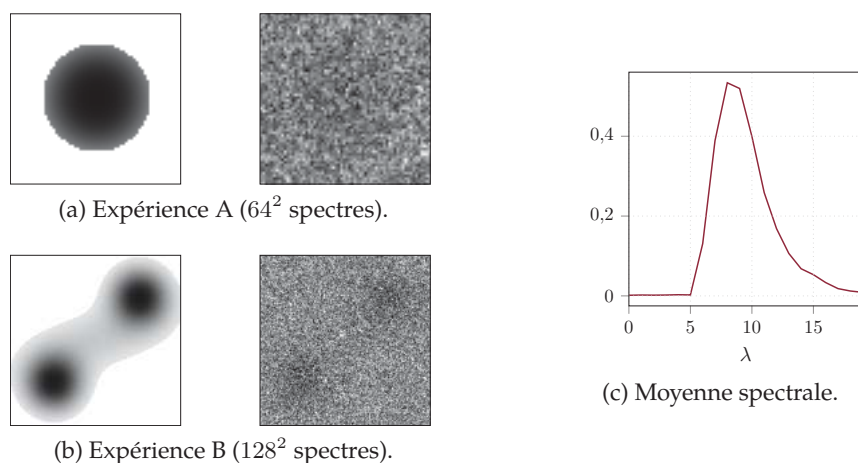 (a) Expérience A (64² spectres).
(b) Expérience B (128² spectres).
0,4
0,2
0
0 5 10 15
λ
(c) Moyenne spectrale.